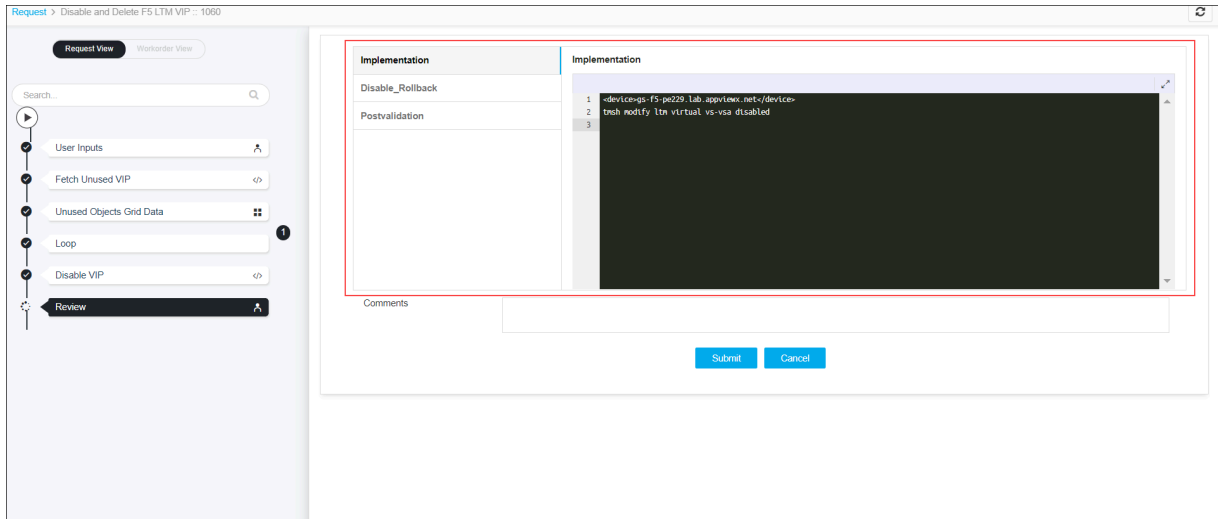 Request > Disable and Delete F5 LTM VIP :: 1060
Request View Workorder View
Search...
User Inputs
Fetch Unused VIP
Unused Objects Grid Data
1
Loop
Disable VIP
Review
Implementation
Disable_Rollback
Postvalidation
Implementation
1 <device>gs-f5-pe229.lab.appviewx.net</device>
2 tmsh modify ltm virtual vs-vsa disabled
3
Comments
Submit Cancel